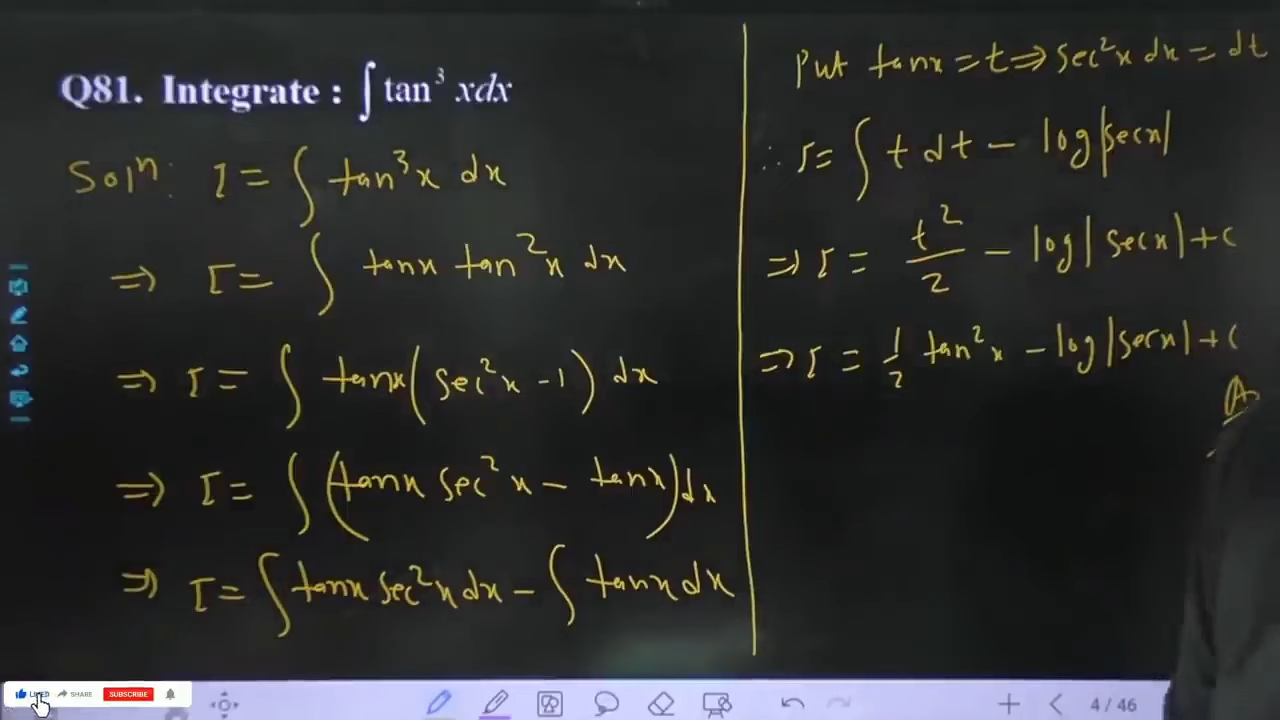 Q81. Integrate : ∫ tan³ xdx
Solⁿ: I = ∫ tan³x dx
⇒ I = ∫ tanx tan²x dx
⇒ I = ∫ tanx(sec²x - 1) dx
⇒ I = ∫ (tanx sec²x - tanx)dx
⇒ I = ∫ tanx sec²x dx - ∫ tanx dx
Put tanx = t ⇒ sec²x dx = dt
∴ I = ∫ t dt - log|secx|
⇒ I = t²/2 - log|secx| + c
⇒ I = 1/2 tan²x - log|secx| + c
LIKED SHARE SUBSCRIBE
4 / 46